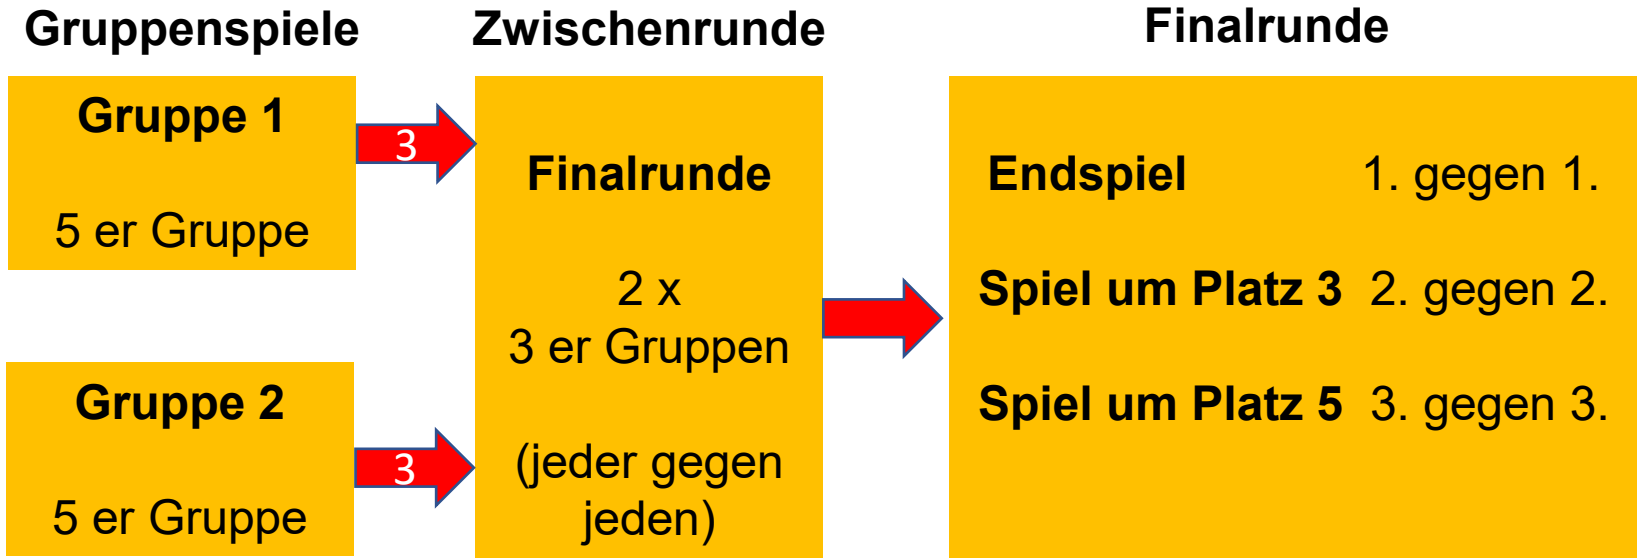 Gruppenspiele
Gruppe 1
5 er Gruppe
3
Gruppe 2
5 er Gruppe
3
Zwischenrunde
Finalrunde
2 x
3 er Gruppen
(jeder gegen
jeden)
Finalrunde
Endspiel 1. gegen 1.
Spiel um Platz 3 2. gegen 2.
Spiel um Platz 5 3. gegen 3.